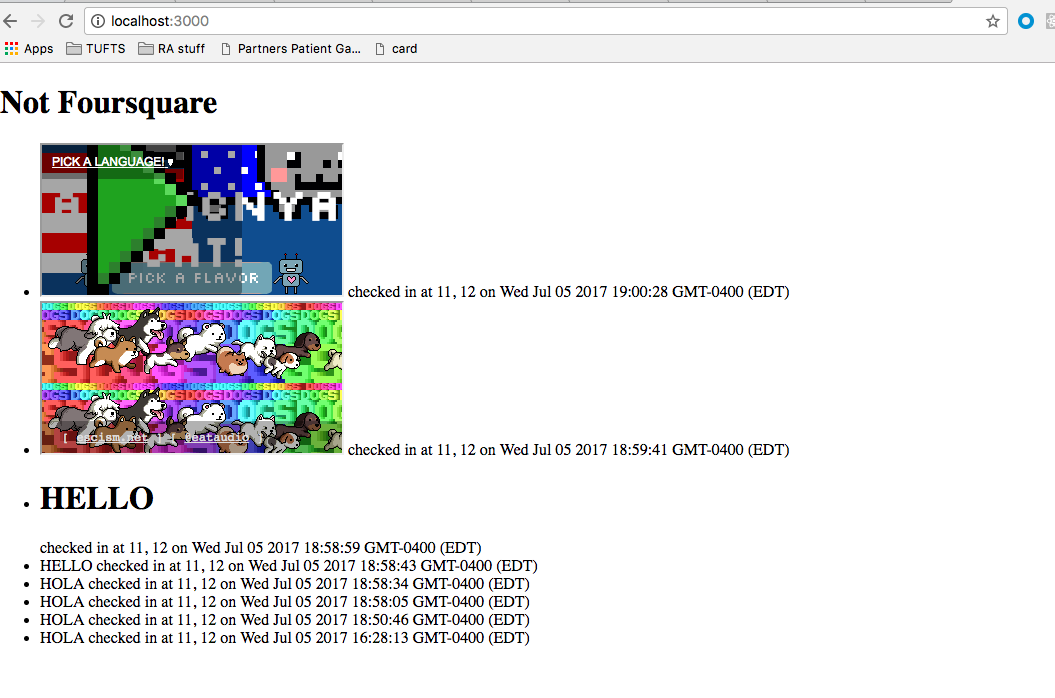 localhost:3000
Apps TUFTS RA stuff Partners Patient Ga... card
Not Foursquare
PICK A LANGUAGE! ▾
NYA
PICK A FLAVOR
checked in at 11, 12 on Wed Jul 05 2017 19:00:28 GMT-0400 (EDT)
checked in at 11, 12 on Wed Jul 05 2017 18:59:41 GMT-0400 (EDT)
HELLO
checked in at 11, 12 on Wed Jul 05 2017 18:58:59 GMT-0400 (EDT)
HELLO checked in at 11, 12 on Wed Jul 05 2017 18:58:43 GMT-0400 (EDT)
HOLA checked in at 11, 12 on Wed Jul 05 2017 18:58:34 GMT-0400 (EDT)
HOLA checked in at 11, 12 on Wed Jul 05 2017 18:58:05 GMT-0400 (EDT)
HOLA checked in at 11, 12 on Wed Jul 05 2017 18:50:46 GMT-0400 (EDT)
HOLA checked in at 11, 12 on Wed Jul 05 2017 16:28:13 GMT-0400 (EDT)